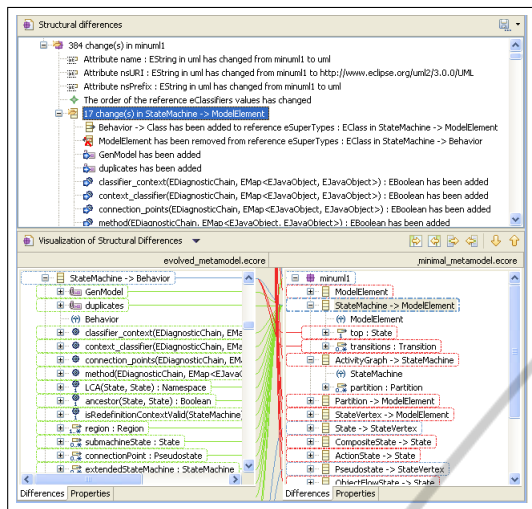 Structural differences
384 change(s) in minuml1
Attribute name : EString in uml has changed from minuml1 to uml
Attribute nsURI : EString in uml has changed from minuml1 to http://www.eclipse.org/uml2/3.0.0/UML
Attribute nsPrefix : EString in uml has changed from minuml1 to uml
The order of the reference eClassifiers values has changed
17 change(s) in StateMachine -> ModelElement
Behavior -> Class has been added to reference eSuperTypes : EClass in StateMachine -> ModelElement
ModelElement has been removed from reference eSuperTypes : EClass in StateMachine -> Behavior
GenModel has been added
duplicates has been added
classifier_context(EDiagnosticChain, EMap<EJavaObject, EJavaObject>) : EBoolean has been added
context_classifier(EDiagnosticChain, EMap<EJavaObject, EJavaObject>) : EBoolean has been added
connection_points(EDiagnosticChain, EMap<EJavaObject, EJavaObject>) : EBoolean has been added
method(EDiagnosticChain, EMap<EJavaObject, EJavaObject>) : EBoolean has been added
Visualization of Structural Differences
evolved_metamodel.ecore
_minimal_metamodel.ecore
StateMachine -> Behavior
GenModel
duplicates
Behavior
classifier_context(EDiagnosticChain, EMa
context_classifier(EDiagnosticChain, EMa
connection_points(EDiagnosticChain, EM
method(EDiagnosticChain, EMap<EJavaC
LCA(State, State) : Namespace
ancestor(State, State) : Boolean
isRedefinitionContextValid(StateMachine)
region : Region
submachineState : State
connectionPoint : Pseudostate
extendedStateMachine : StateMachine
Differences Properties
minuml1
ModelElement
StateMachine -> ModelElement
ModelElement
top : State
transitions : Transition
ActivityGraph -> StateMachine
StateMachine
partition : Partition
Partition -> ModelElement
StateVertex -> ModelElement
State -> StateVertex
CompositeState -> State
ActionState -> State
Pseudostate -> StateVertex
ObjectFlowState -> State
Differences Properties